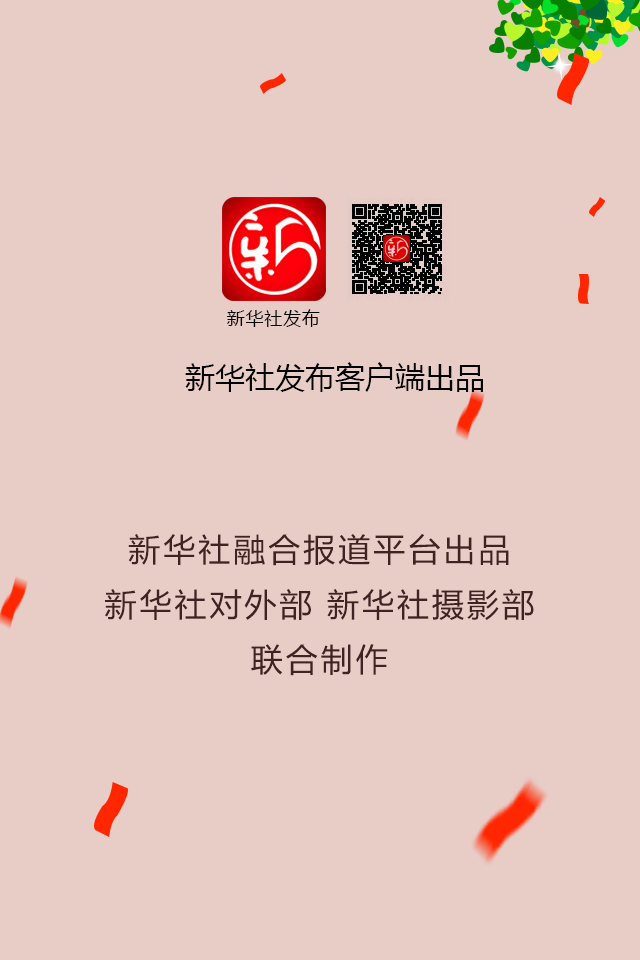 新
新
新华社发布
新华社发布客户端出品
新华社融合报道平台出品
新华社对外部 新华社摄影部
联合制作